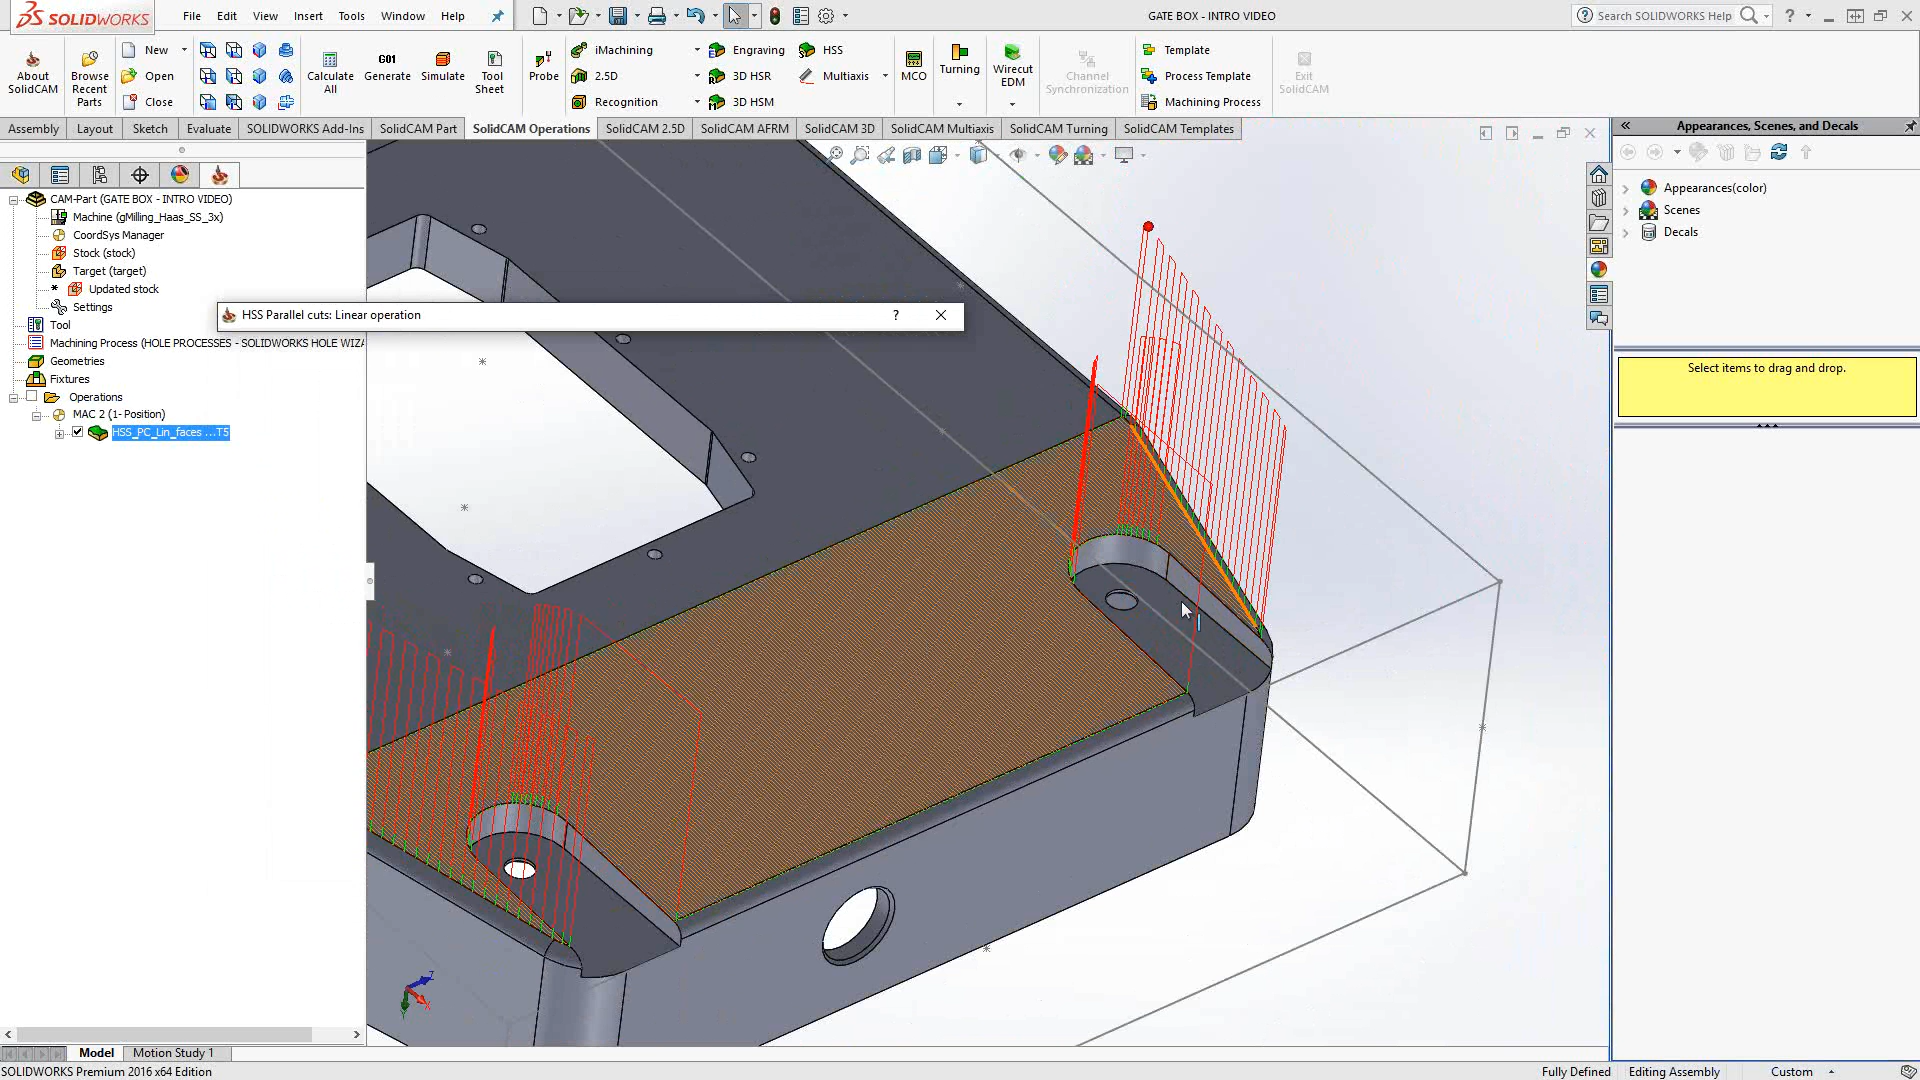 SOLIDWORKS
File Edit View Insert Tools Window Help
GATE BOX - INTRO VIDEO
Search SOLIDWORKS Help
?
About SolidCAM
Browse Recent Parts
New
Open
Close
Calculate All
G01
Generate
Simulate
Tool Sheet
Probe
iMachining
2.5D
Recognition
Engraving
3D HSR
3D HSM
HSS
Multiaxis
MCO
Turning
Wirecut EDM
Channel Synchronization
Template
Process Template
Machining Process
Exit SolidCAM
Assembly Layout Sketch Evaluate SOLIDWORKS Add-Ins SolidCAM Part SolidCAM Operations SolidCAM 2.5D SolidCAM AFRM SolidCAM 3D SolidCAM Multiaxis SolidCAM Turning SolidCAM Templates
CAM-Part (GATE BOX - INTRO VIDEO)
Machine (gMilling_Haas_SS_3x)
CoordSys Manager
Stock (stock)
Target (target)
* Updated stock
Settings
Tool
Machining Process (HOLE PROCESSES - SOLIDWORKS HOLE WIZA
Geometries
Fixtures
Operations
MAC 2 (1- Position)
HSS_PC_Lin_faces ...T5
HSS Parallel cuts: Linear operation ?
Appearances, Scenes, and Decals
Appearances(color)
Scenes
Decals
Select items to drag and drop.
Z
X
Y
Model Motion Study 1
SOLIDWORKS Premium 2016 x64 Edition
Fully Defined Editing Assembly Custom